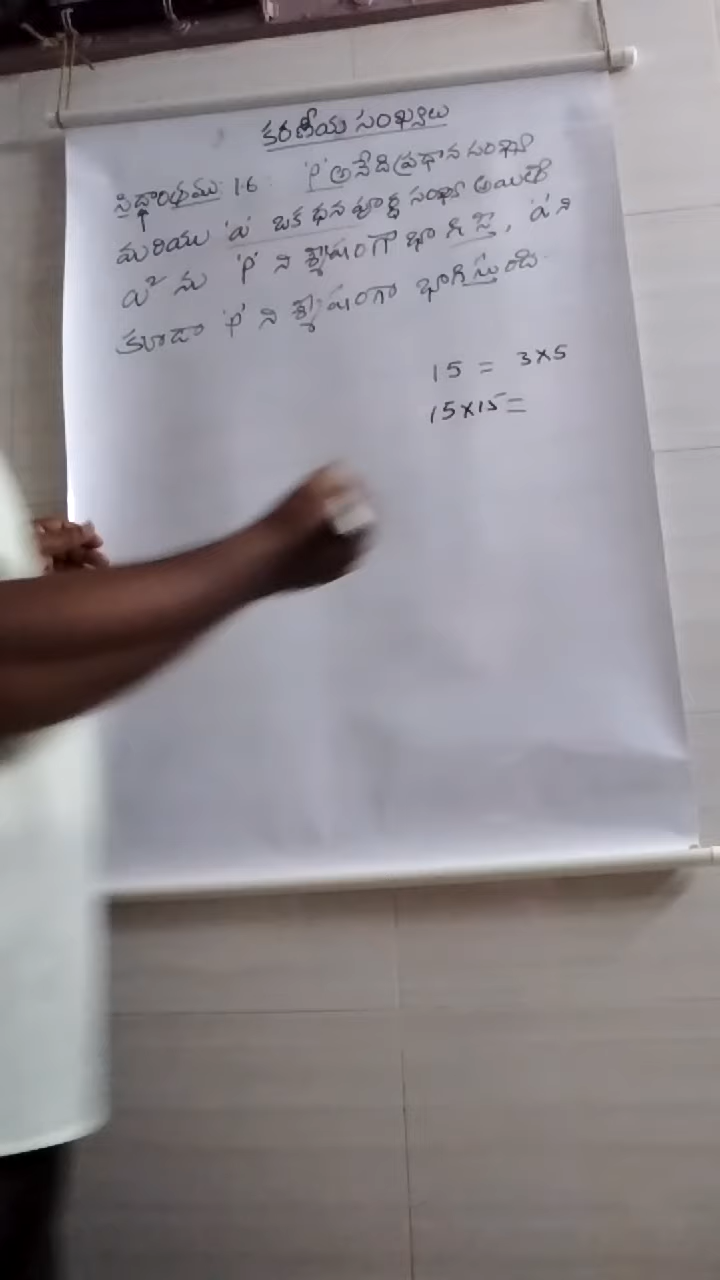 కరణీయ సంఖ్యలు
సిద్ధాంతము: 1.6 'p' అనేది ప్రధాన సంఖ్య
మరియు 'a' ఒక ధన పూర్ణ సంఖ్య అయితే
a² ను 'p' ని శ్శేషంగా భాగిస్తే, 'a' ని
కూడా 'p' ని శ్శేషంగా భాగిస్తుంది.
15 = 3×5
15×15=